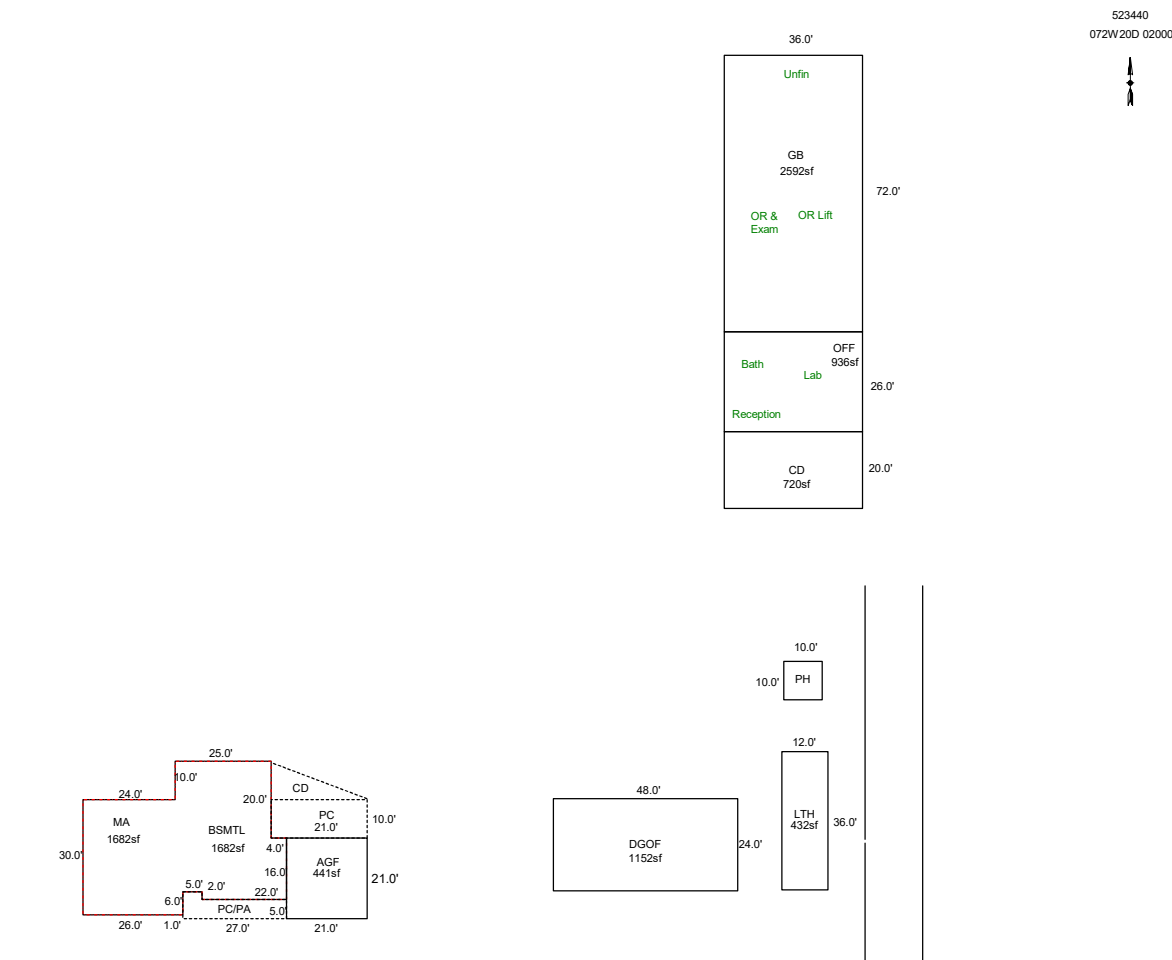 523440
072W20D 02000
36.0'
Unfin
GB
2592sf
72.0'
OR &
Exam
OR Lift
OFF
936sf
Bath
Lab
26.0'
Reception
CD
720sf
20.0'
10.0'
10.0'
PH
12.0'
LTH
432sf
36.0'
48.0'
DGOF
1152sf
24.0'
25.0'
10.0'
24.0'
20.0'
CD
PC
21.0'
10.0'
MA
1682sf
BSMTL
1682sf
30.0'
4.0'
16.0'
AGF
441sf
21.0'
5.0'
2.0'
22.0'
6.0'
PC/PA
5.0'
26.0'
1.0'
27.0'
21.0'